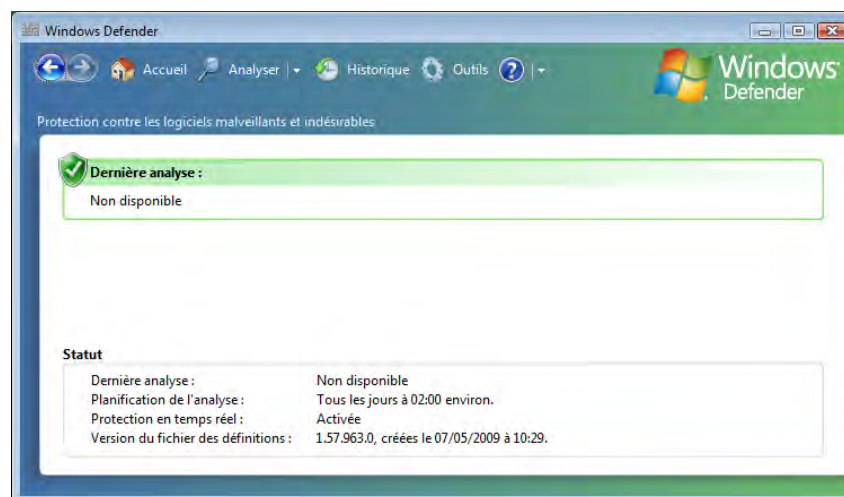 Windows Defender
Accueil Analyser Historique Outils ?
Windows
Defender
Protection contre les logiciels malveillants et indésirables
Dernière analyse :
Non disponible
Statut
Dernière analyse : Non disponible
Planification de l'analyse : Tous les jours à 02:00 environ.
Protection en temps réel : Activée
Version du fichier des définitions : 1.57.963.0, créées le 07/05/2009 à 10:29.